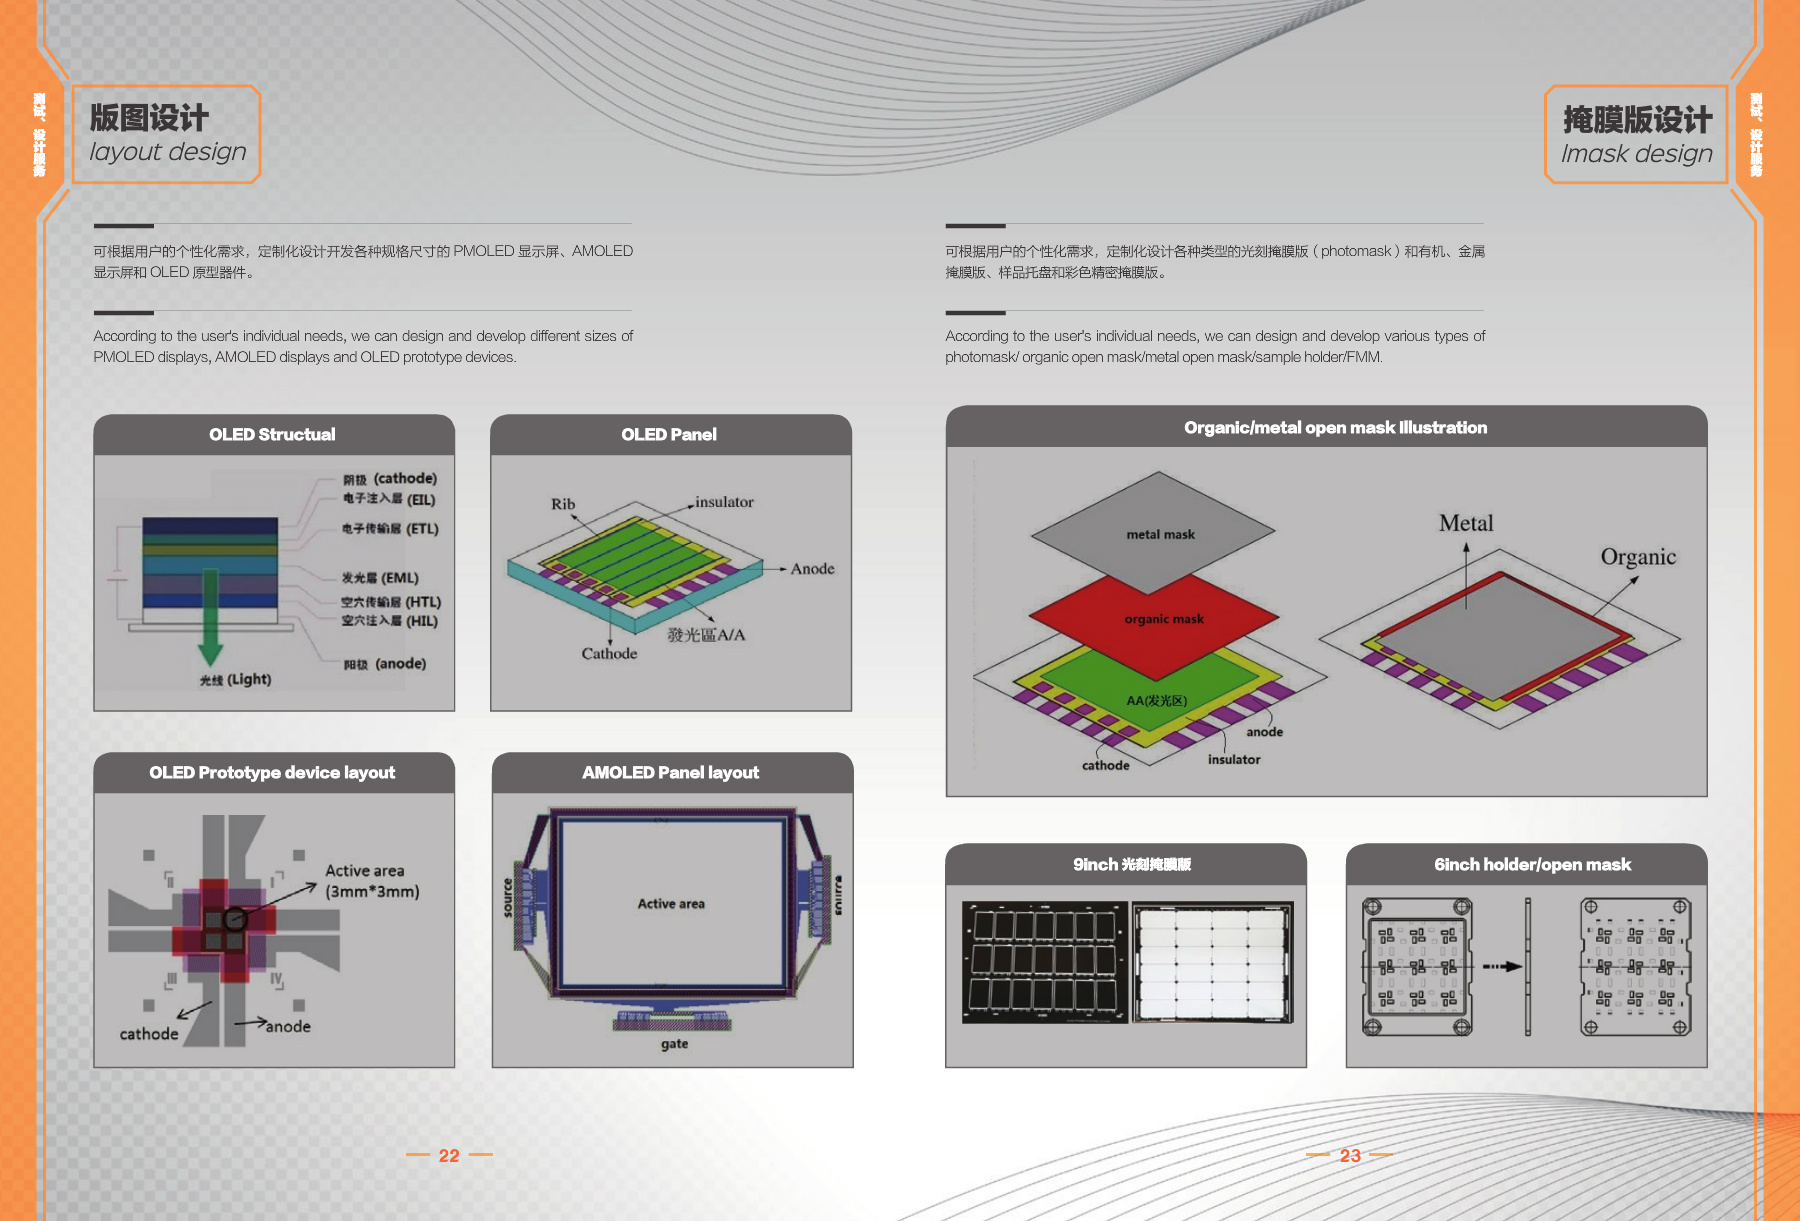 测试、设计服务
版图设计
layout design
可根据用户的个性化需求，定制化设计开发各种规格尺寸的 PMOLED 显示屏、AMOLED
显示屏和 OLED 原型器件。
According to the user's individual needs, we can design and develop different sizes of
PMOLED displays, AMOLED displays and OLED prototype devices.
OLED Structual
阴极 (cathode)
电子注入层 (EIL)
电子传输层 (ETL)
发光层 (EML)
空穴传输层 (HTL)
空穴注入层 (HIL)
阳极 (anode)
光线 (Light)
OLED Panel
Rib
insulator
Anode
發光區A/A
Cathode
OLED Prototype device layout
Active area
(3mm*3mm)
II
I
III
IV
cathode
anode
AMOLED Panel layout
source
Active area
source
gate
22
掩膜版设计
lmask design
测试、设计服务
可根据用户的个性化需求，定制化设计各种类型的光刻掩膜版（photomask）和有机、金属
掩膜版、样品托盘和彩色精密掩膜版。
According to the user's individual needs, we can design and develop various types of
photomask/ organic open mask/metal open mask/sample holder/FMM.
Organic/metal open mask Illustration
metal mask
organic mask
AA(发光区)
anode
insulator
cathode
Metal
Organic
9inch 光刻掩膜版
6inch holder/open mask
23